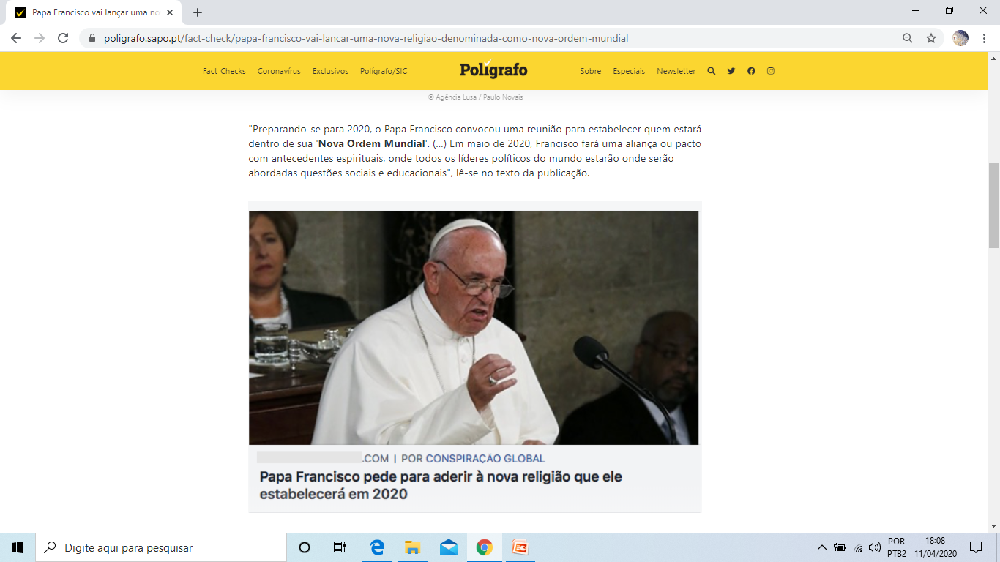 Papa Francisco vai lançar uma no
poligrafo.sapo.pt/fact-check/papa-francisco-vai-lancar-uma-nova-religiao-denominada-como-nova-ordem-mundial
Fact-Checks Coronavírus Exclusivos Polígrafo/SIC Polígrafo Sobre Especiais Newsletter
© Agência Lusa / Paulo Novais
"Preparando-se para 2020, o Papa Francisco convocou uma reunião para estabelecer quem estará
dentro de sua 'Nova Ordem Mundial'. (...) Em maio de 2020, Francisco fará uma aliança ou pacto
com antecedentes espirituais, onde todos os líderes políticos do mundo estarão onde serão
abordadas questões sociais e educacionais", lê-se no texto da publicação.
.COM | POR CONSPIRAÇÃO GLOBAL
Papa Francisco pede para aderir à nova religião que ele
estabelecerá em 2020
Digite aqui para pesquisar
POR 18:08
PTB2 11/04/2020